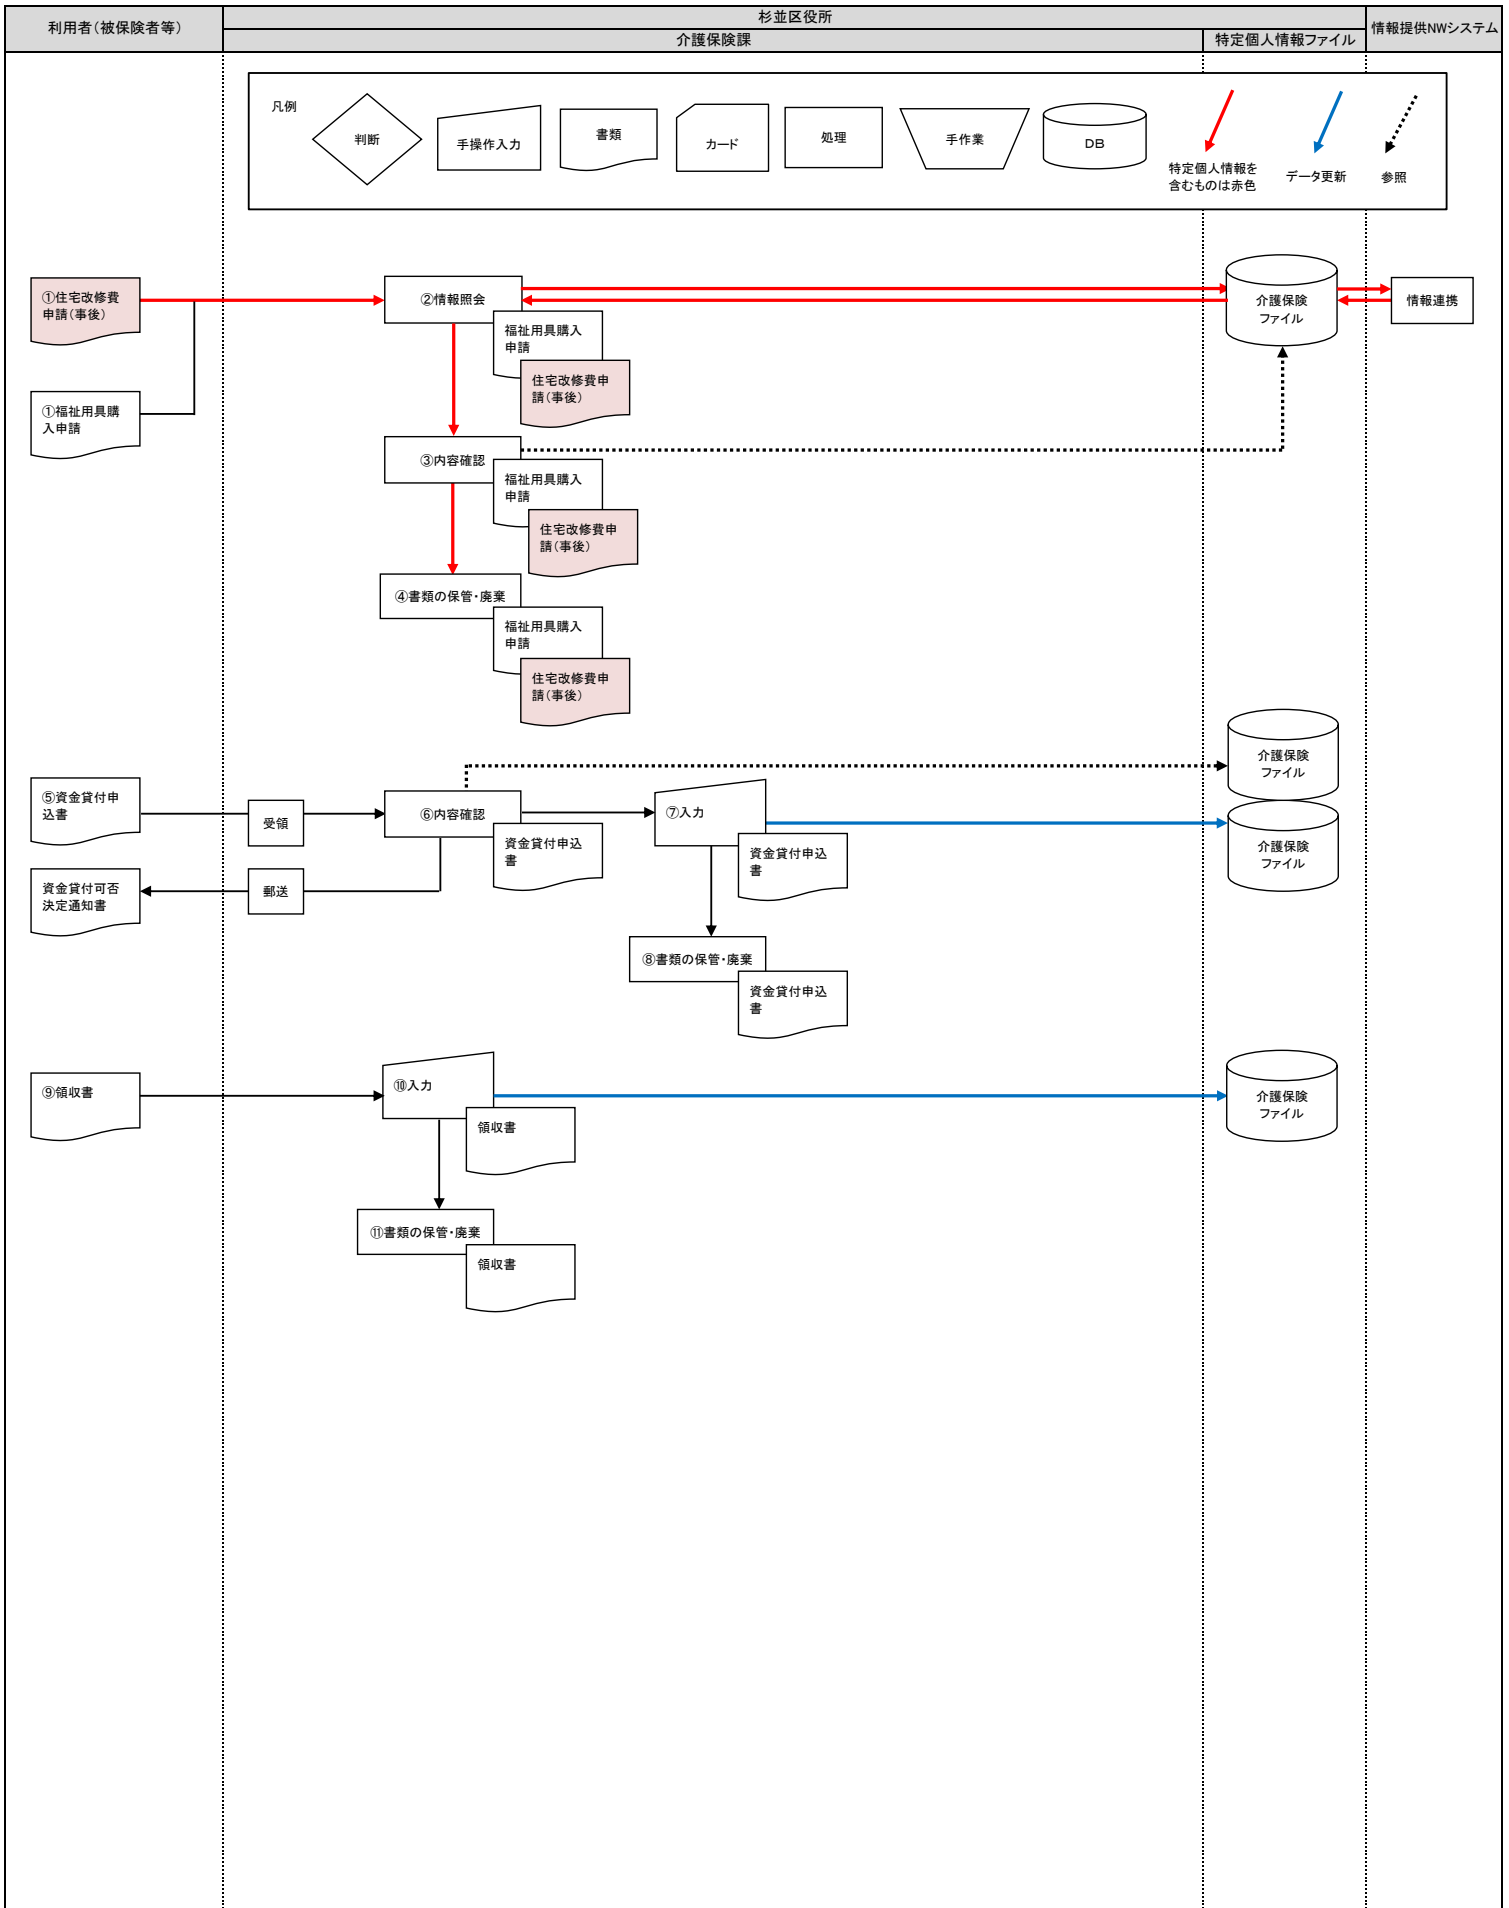 利用者（被保険者等）
杉並区役所
介護保険課
特定個人情報ファイル
情報提供NWシステム
凡例
判断
手操作入力
書類
カード
処理
手作業
ＤＢ
特定個人情報を
含むものは赤色
データ更新
参照
①住宅改修費
申請（事後）
②情報照会
介護保険
ファイル
情報連携
福祉用具購入
申請
住宅改修費申
請（事後）
①福祉用具購
入申請
③内容確認
福祉用具購入
申請
住宅改修費申
請（事後）
④書類の保管・廃棄
福祉用具購入
申請
住宅改修費申
請（事後）
介護保険
ファイル
⑤資金貸付申
込書
受領
⑥内容確認
資金貸付申込
書
⑦入力
資金貸付申込
書
介護保険
ファイル
資金貸付可否
決定通知書
郵送
⑧書類の保管・廃棄
資金貸付申込
書
⑨領収書
⑩入力
領収書
介護保険
ファイル
⑪書類の保管・廃棄
領収書